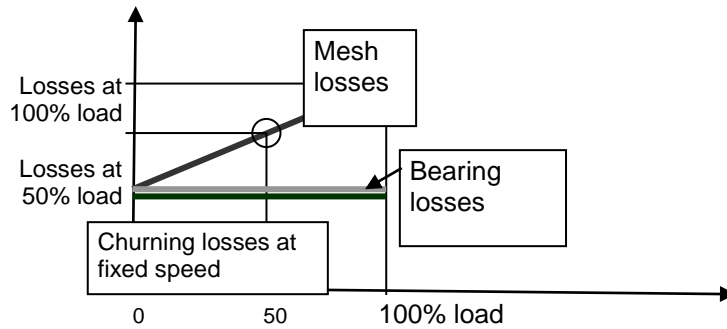 Mesh
losses
Losses at
100% load
Losses at
50% load
Bearing
losses
Churning losses at
fixed speed
0
50
100% load